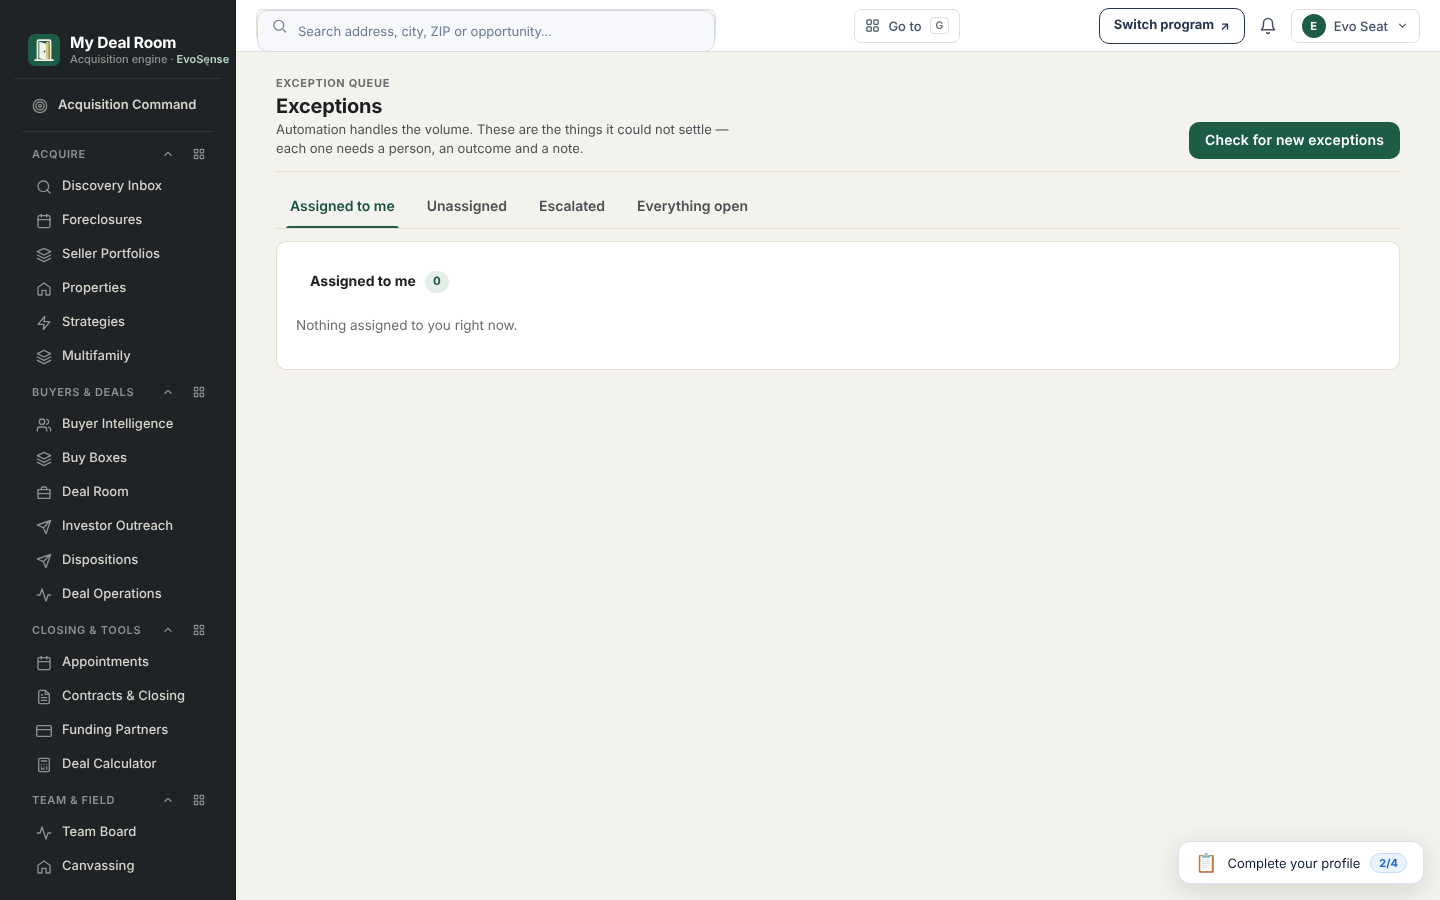 My Deal Room
Acquisition engine · EvoSense
Acquisition Command
ACQUIRE
Discovery Inbox
Foreclosures
Seller Portfolios
Properties
Strategies
Multifamily
BUYERS & DEALS
Buyer Intelligence
Buy Boxes
Deal Room
Investor Outreach
Dispositions
Deal Operations
CLOSING & TOOLS
Appointments
Contracts & Closing
Funding Partners
Deal Calculator
TEAM & FIELD
Team Board
Canvassing
Search address, city, ZIP or opportunity...
Go to G
Switch program
E Evo Seat
EXCEPTION QUEUE
Exceptions
Automation handles the volume. These are the things it could not settle —
each one needs a person, an outcome and a note.
Check for new exceptions
Assigned to me Unassigned Escalated Everything open
Assigned to me 0
Nothing assigned to you right now.
Complete your profile 2/4